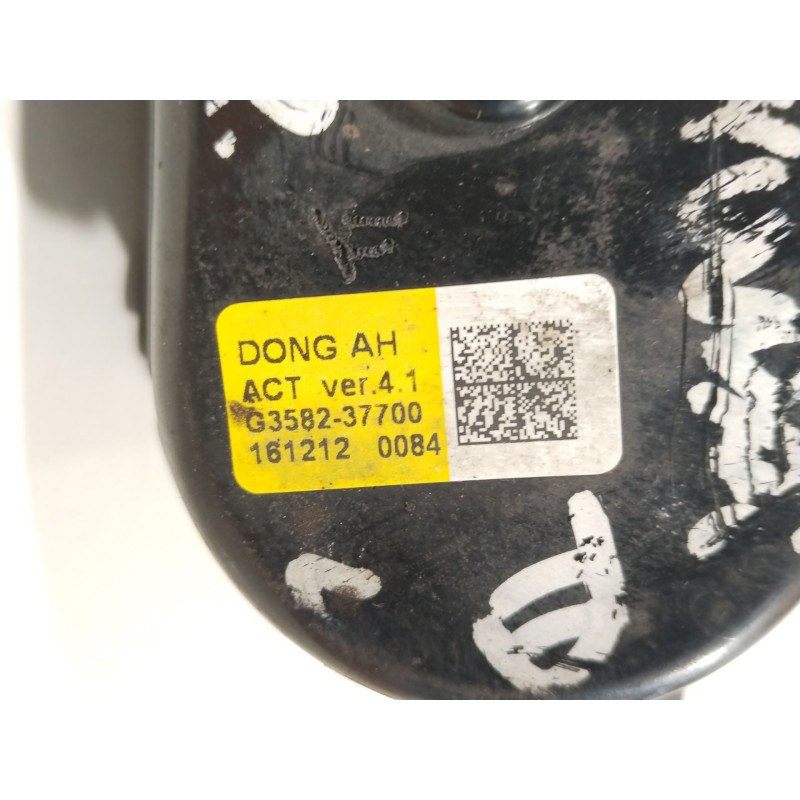 DONG AH
ACT ver.4.1
G3582-37700
161212 0084